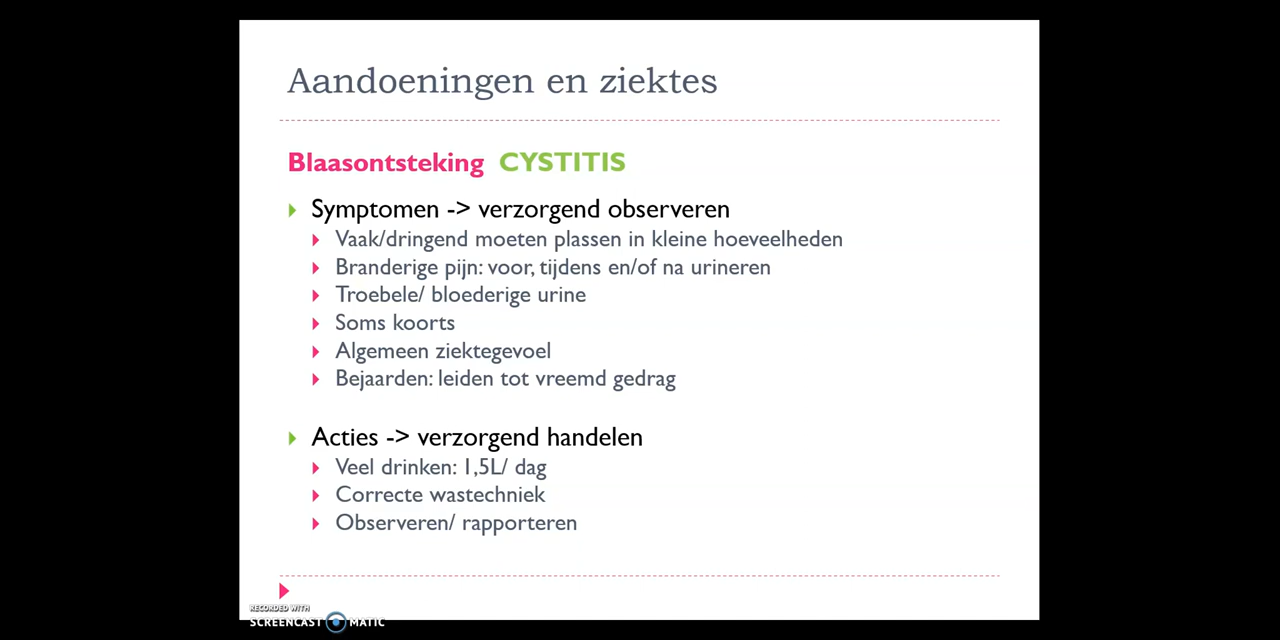 Aandoeningen en ziektes
Blaasontsteking CYSTITIS
Symptomen -> verzorgend observeren
Vaak/dringend moeten plassen in kleine hoeveelheden
Branderige pijn: voor, tijdens en/of na urineren
Troebele/ bloederige urine
Soms koorts
Algemeen ziektegevoel
Bejaarden: leiden tot vreemd gedrag
Acties -> verzorgend handelen
Veel drinken: 1,5L/ dag
Correcte wastechniek
Observeren/ rapporteren
RECORDED WITH
SCREENCAST MATIC